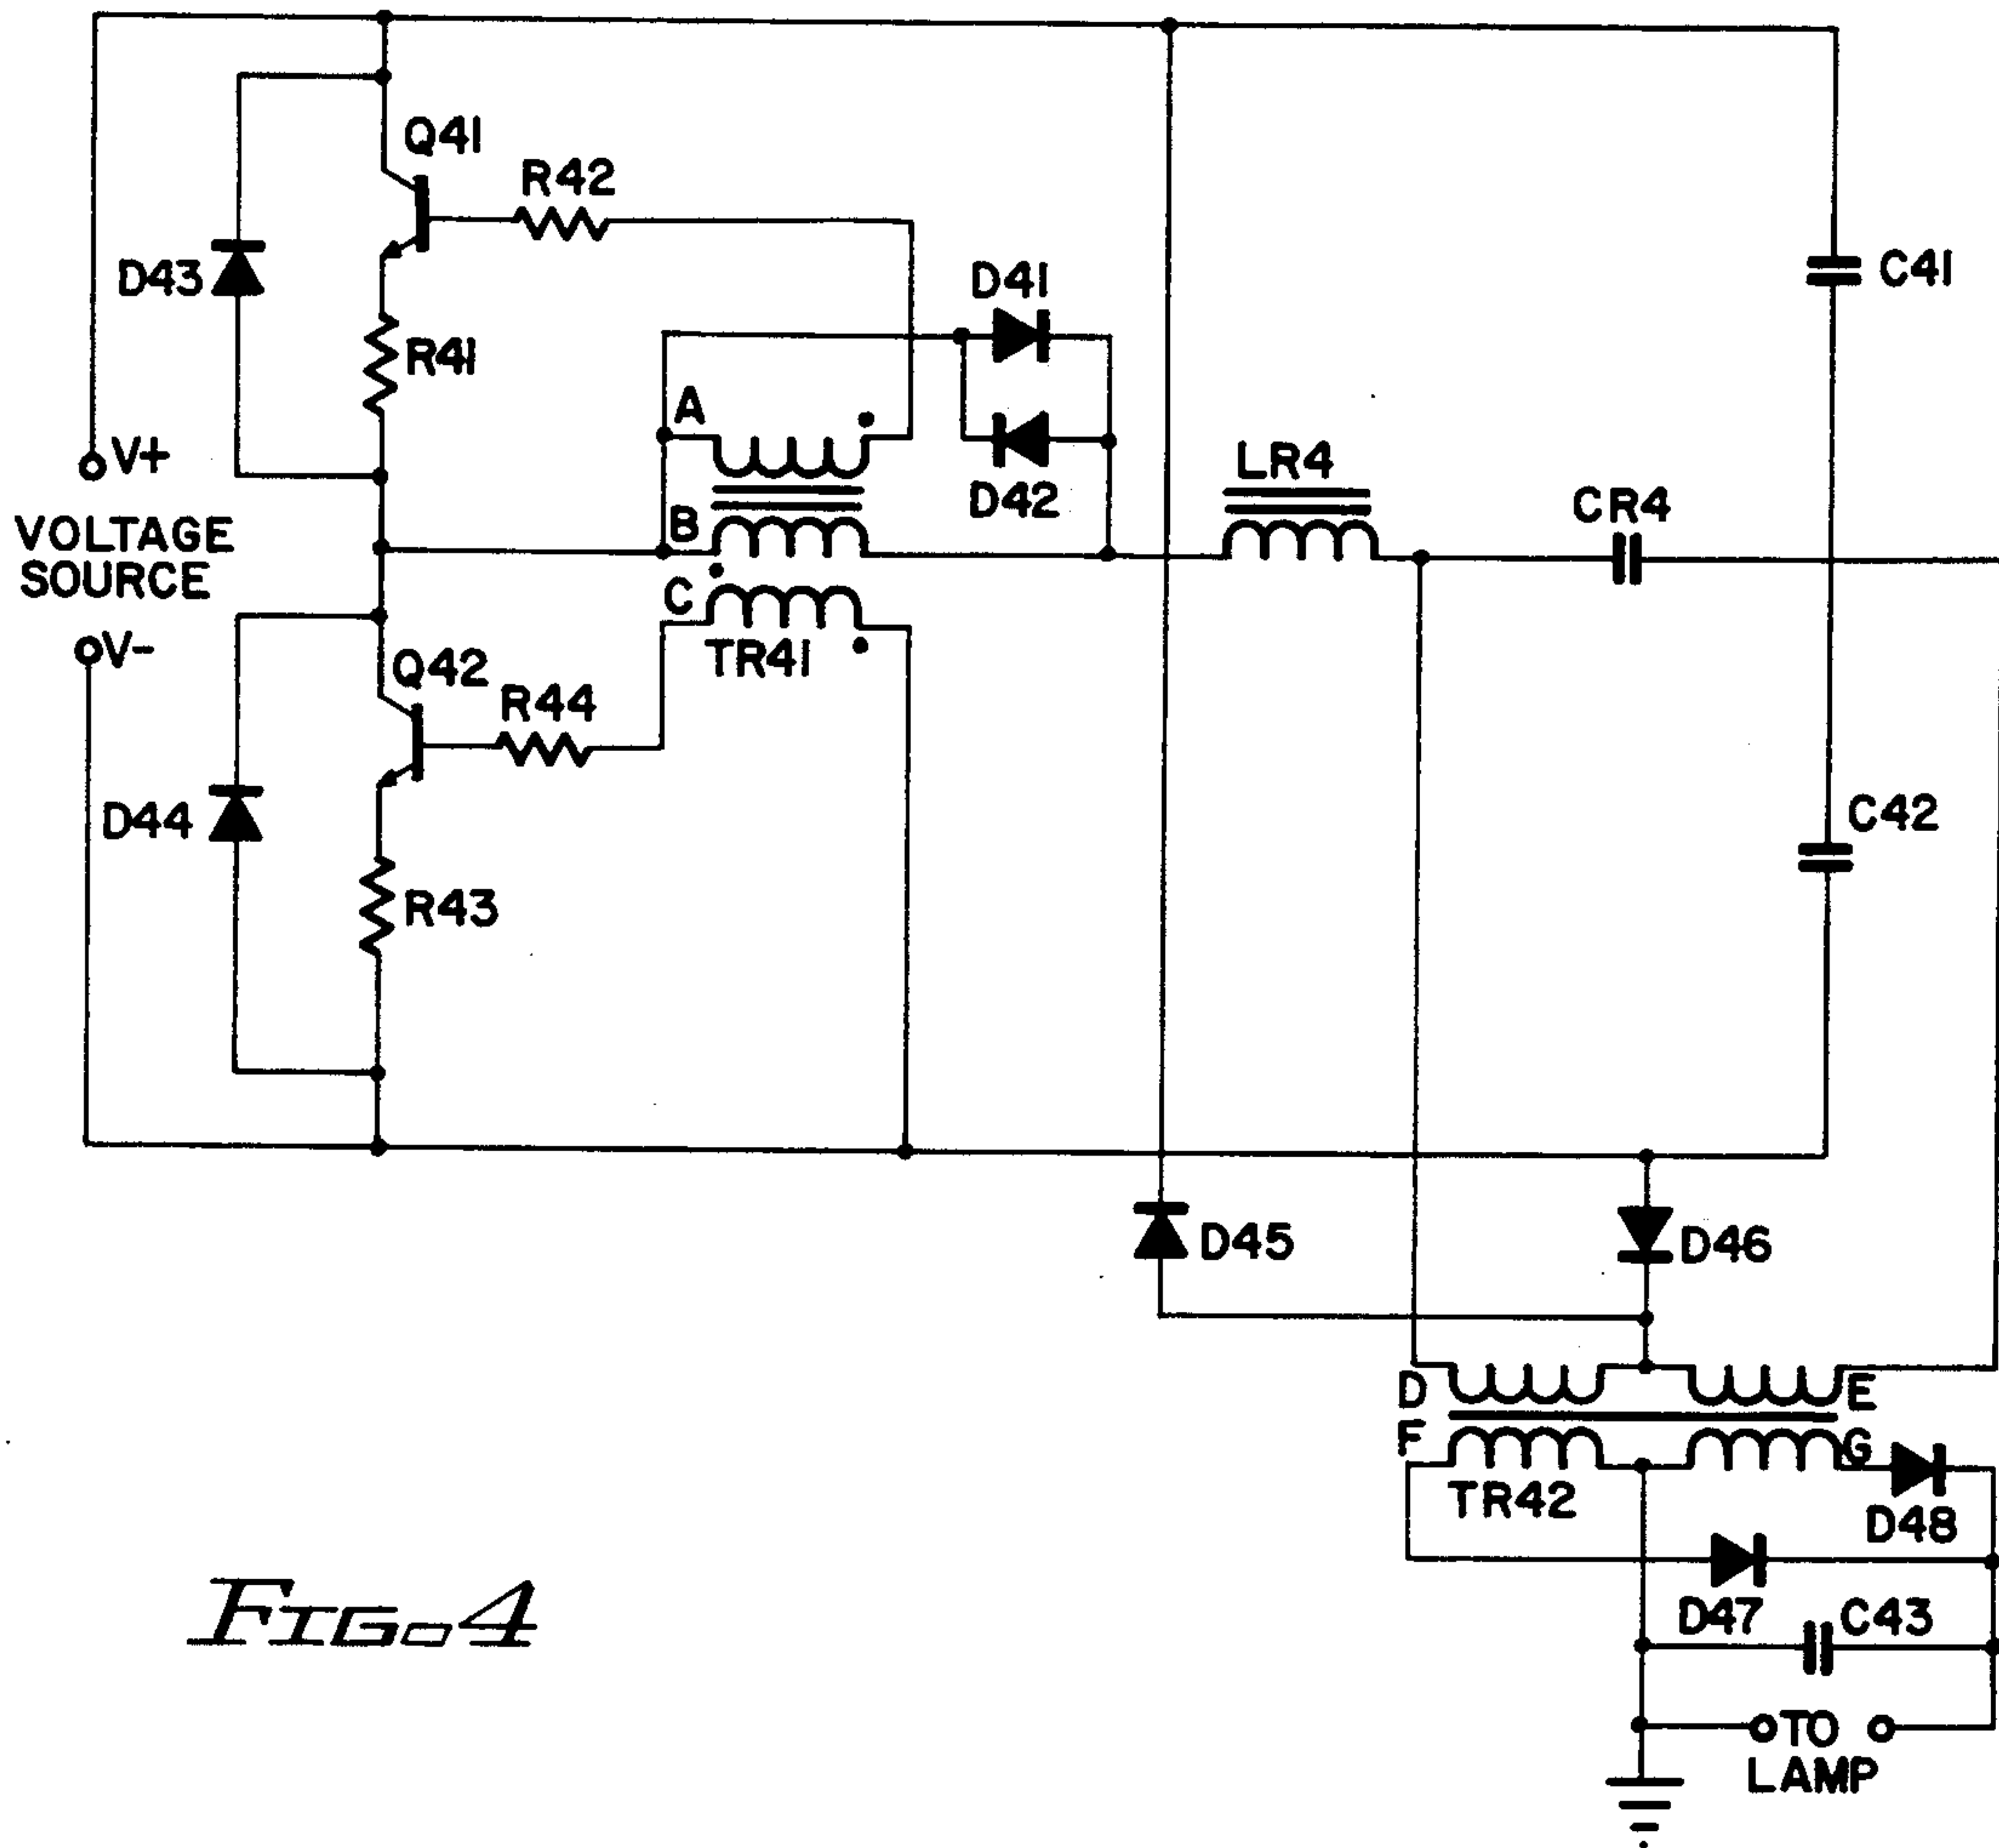 Q41
R42
D43
D41
C41
R41
A
V+
LR4
D42
CR4
B
VOLTAGE
SOURCE
C
V-
TR41
Q42
R44
C42
D44
R43
D45
D46
D
E
F
G
TR42
D48
D47
C43
TO
LAMP
FIG. 4